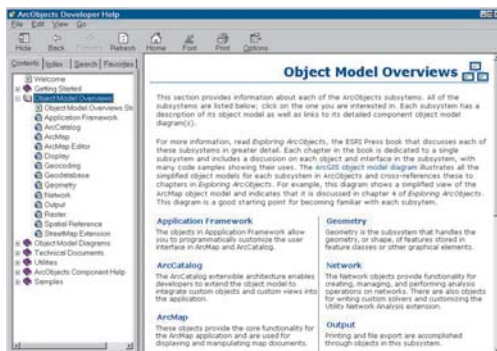 ArcObjects Developer Help
File Edit View Go
Hide Back Forward Refresh Home Font Print Options
Contents Index Search Favorites
Welcome
Getting Started
Object Model Overviews
Object Model Overviews Sta
Application Framework
ArcCatalog
ArcMap
ArcMap Editor
Display
Geocoding
Geodatabase
Geometry
Network
Output
Raster
Spatial Reference
StreetMap Extension
Object Model Diagrams
Technical Documents
Utilities
ArcObjects Component Help
Samples
Object Model Overviews
This section provides information about each of the ArcObjects subsystems. All of the
subsystems are listed below; click on the one you are interested in. Each subsystem has a
description of its object model as well as links to its detailed component object model
diagram(s).
For more information, read Exploring ArcObjects, the ESRI Press book that discusses each of
these subsystems in greater detail. Each chapter in the book is dedicated to a single
subsystem and includes a discussion on each object and interface in the subsystem, with
many code samples showing their uses. The ArcGIS object model diagram illustrates all the
simplified object models for each subsystem in ArcObjects and cross-references these to
chapters in Exploring ArcObjects. For example, this diagram shows a simplified view of the
ArcMap object model and indicates that it is discussed in chapter 4 of Exploring ArcObjects.
This diagram is a good starting point for becoming familiar with each subsystem.
Application Framework
The objects in Appplication Framework allow
you to programmatically customize the user
interface in ArcMap and ArcCatalog.
ArcCatalog
The ArcCatalog extensible architecture enables
developers to extend the object model to
integrate custom objects and custom views into
the application.
ArcMap
These objects provide the core functionality for
the ArcMap application and are used for
displaying and manipulating map documents.
Geometry
Geometry is the subsystem that handles the
geometry, or shape, of features stored in
feature classes or other graphical elements.
Network
The Network objects provide functionality for
creating, managing, and performing analysis
operations on networks. There are also objects
for writing custom solvers and customizing the
Utility Network Analysis extension.
Output
Printing and file export are accomplished
through objects in this subsystem.